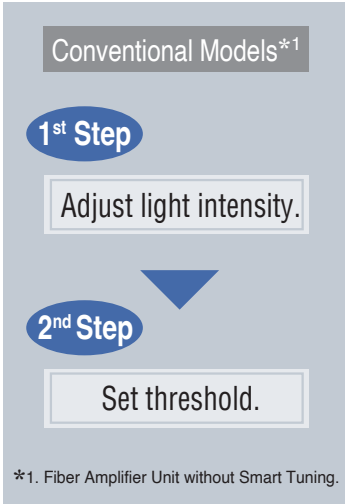 Conventional Models*1
1st Step
Adjust light intensity.
2nd Step
Set threshold.
*1. Fiber Amplifier Unit without Smart Tuning.